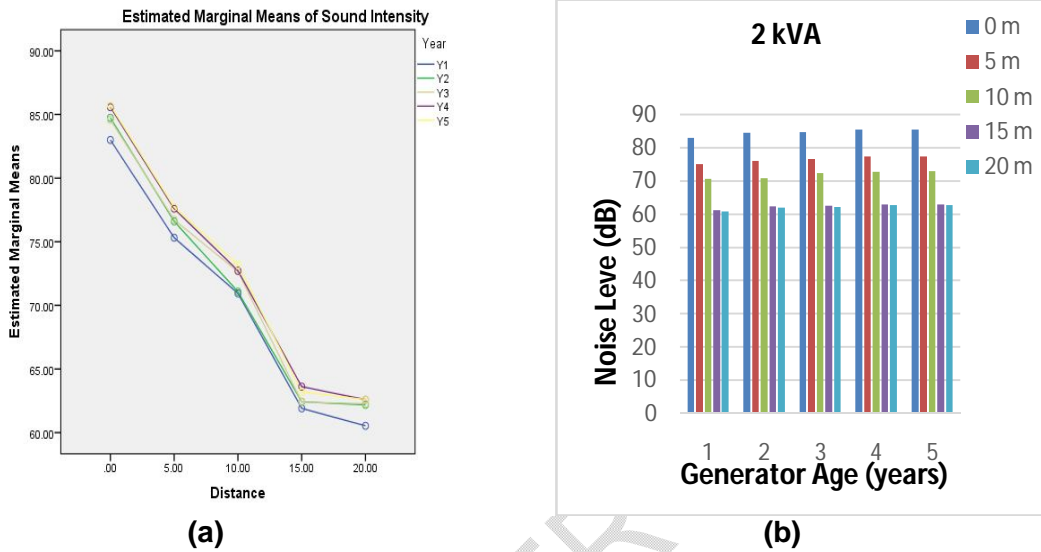 Estimated Marginal Means of Sound Intensity
Year
Y1
Y2
Y3
Y4
Y5
Estimated Marginal Means
90.00
85.00
80.00
75.00
70.00
65.00
60.00
.00 5.00 10.00 15.00 20.00
Distance
(a)
2 kVA
0 m
5 m
10 m
15 m
20 m
Noise Leve (dB)
90
80
70
60
50
40
30
20
10
0
1 2 3 4 5
Generator Age (years)
(b)